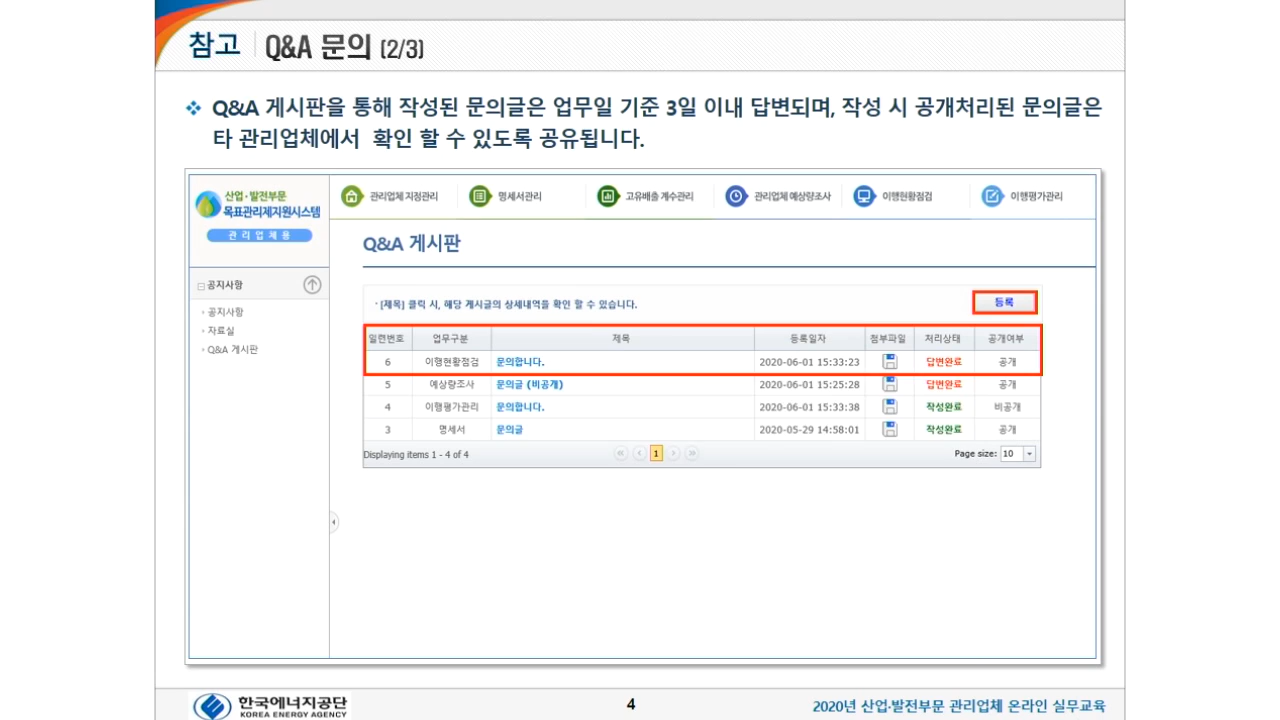 참고 Q&A 문의 (2/3)
Q&A 게시판을 통해 작성된 문의글은 업무일 기준 3일 이내 답변되며, 작성 시 공개처리된 문의글은
타 관리업체에서 확인 할 수 있도록 공유됩니다.
산업·발전부문
목표관리제지원시스템
관 리 업 체 용
관리업체 지정관리 명세서관리 고유배출 계수관리 관리업체 예상량조사 이행현황점검 이행평가관리
Q&A 게시판
공지사항
공지사항
자료실
Q&A 게시판
· [제목] 클릭 시, 해당 게시글의 상세내역을 확인 할 수 있습니다.
등록
일련번호 업무구분 제목 등록일자 첨부파일 처리상태 공개여부
6 이행현황점검 문의합니다. 2020-06-01 15:33:23 답변완료 공개
5 예상량조사 문의글 (비공개) 2020-06-01 15:25:28 답변완료 공개
4 이행평가관리 문의합니다. 2020-06-01 15:33:38 작성완료 비공개
3 명세서 문의글 2020-05-29 14:58:01 작성완료 공개
Displaying items 1 - 4 of 4 1 Page size: 10
한국에너지공단
KOREA ENERGY AGENCY
4
2020년 산업·발전부문 관리업체 온라인 실무교육